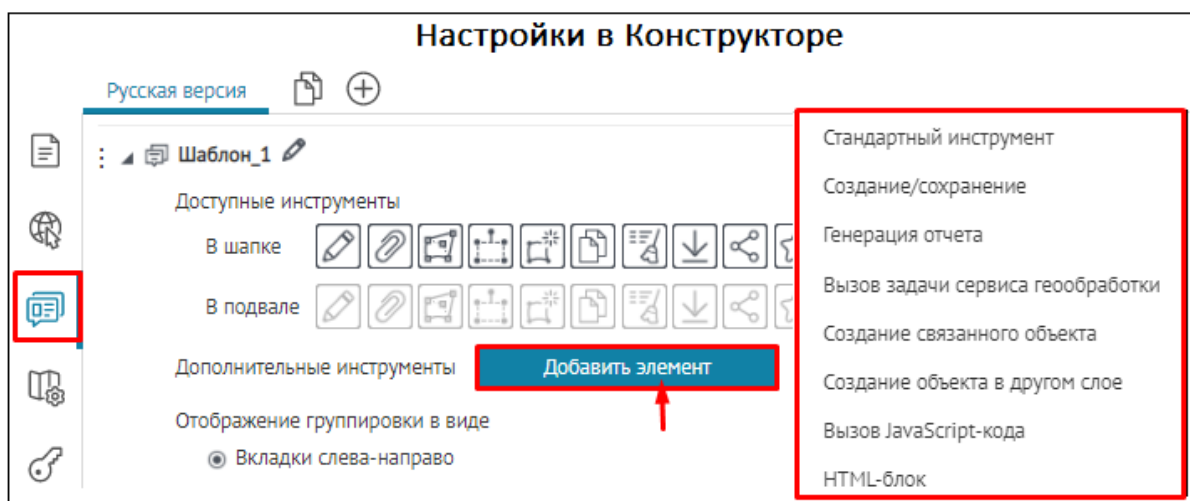 Настройки в Конструкторе
Русская версия
Шаблон_1
Доступные инструменты
В шапке
В подвале
Дополнительные инструменты
Добавить элемент
Отображение группировки в виде
Вкладки слева-направо
Стандартный инструмент
Создание/сохранение
Генерация отчета
Вызов задачи сервиса геообработки
Создание связанного объекта
Создание объекта в другом слое
Вызов JavaScript-кода
HTML-блок